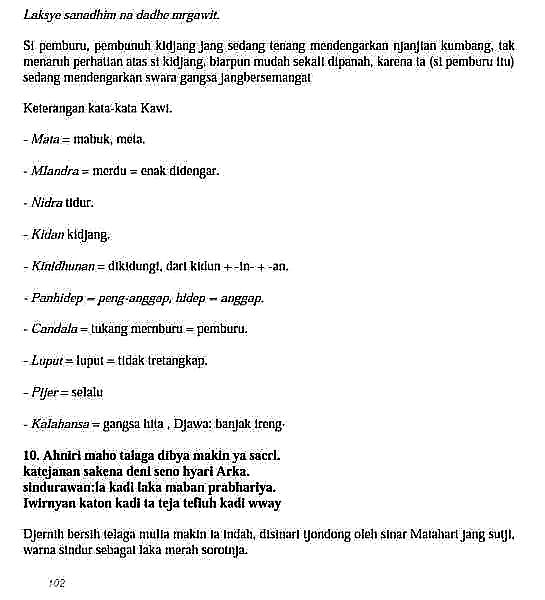 Laksye sanadhim na dadhe mrgawit.
Si pemburu, pembunuh kidjang jang sedang tenang mendengarkan njanjian kumbang, tak
menaruh perhatian atas si kidjang, biarpun mudah sekali dipanah, karena ia (si pemburu itu)
sedang mendengarkan swara gangsa jangbersemangat
Keterangan kata-kata Kawi.
- Mata = mabuk, meta.
- MIandra = merdu = enak didengar.
- Nidra tidur.
- Kidan kidjang.
- Kinidhunan = dikidungi, dari kidun + -in- + -an.
- Panhidep = peng-anggap, hidep = anggap.
- Candala = tukang memburu = pemburu.
- Luput = luput = tidak tretangkap.
- Pijer = selalu
- Kalahansa = gangsa hita , Djawa: banjak ireng.
10. Ahniri maho talaga dibya makin ya sacri.
katejanan sakena deni seno hyari Arka.
sindurawan:la kadi laka maban prabhariya.
Iwirnyan katon kadi ta teja tefiuh kadi wway
Djernih bersih telaga mulia makin ia indah, disinari tjondong oleh sinar Matahari jang sutji,
warna sindur sebagai laka merah sorotnja.
102